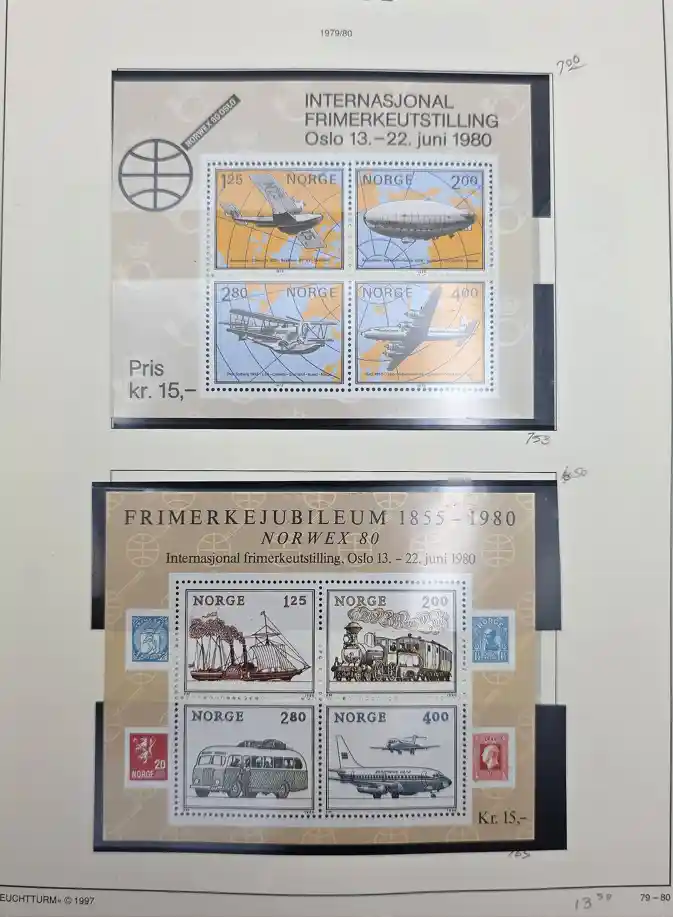 1979/80
7.00
INTERNASJONAL
FRIMERKEUTSTILLING
Oslo 13.–22. juni 1980
NORWEX 80 OSLO
1.25 NORGE
NORGE 2.00
2.80 NORGE
NORGE 4.00
Pris
kr. 15,-
753
FRIMERKEJUBILEUM 1855 – 1980
NORWEX 80
Internasjonal frimerkeutstilling, Oslo 13. – 22. juni 1980
NORGE 1.25
NORGE 2.00
NORGE 2.80
NORGE 4.00
20
NORGE
Kr. 15,-
EUCHTTURM» © 1997
13.50
79 – 80